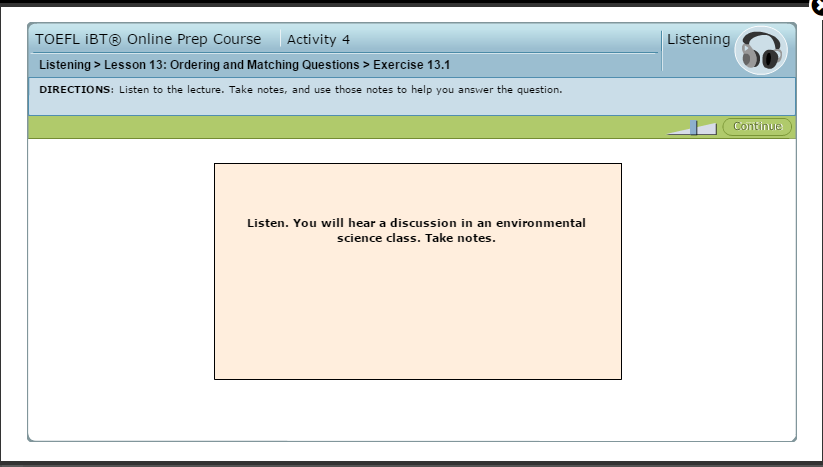 TOEFL iBT® Online Prep Course Activity 4 Listening
Listening > Lesson 13: Ordering and Matching Questions > Exercise 13.1
DIRECTIONS: Listen to the lecture. Take notes, and use those notes to help you answer the question.
Continue
Listen. You will hear a discussion in an environmental
science class. Take notes.